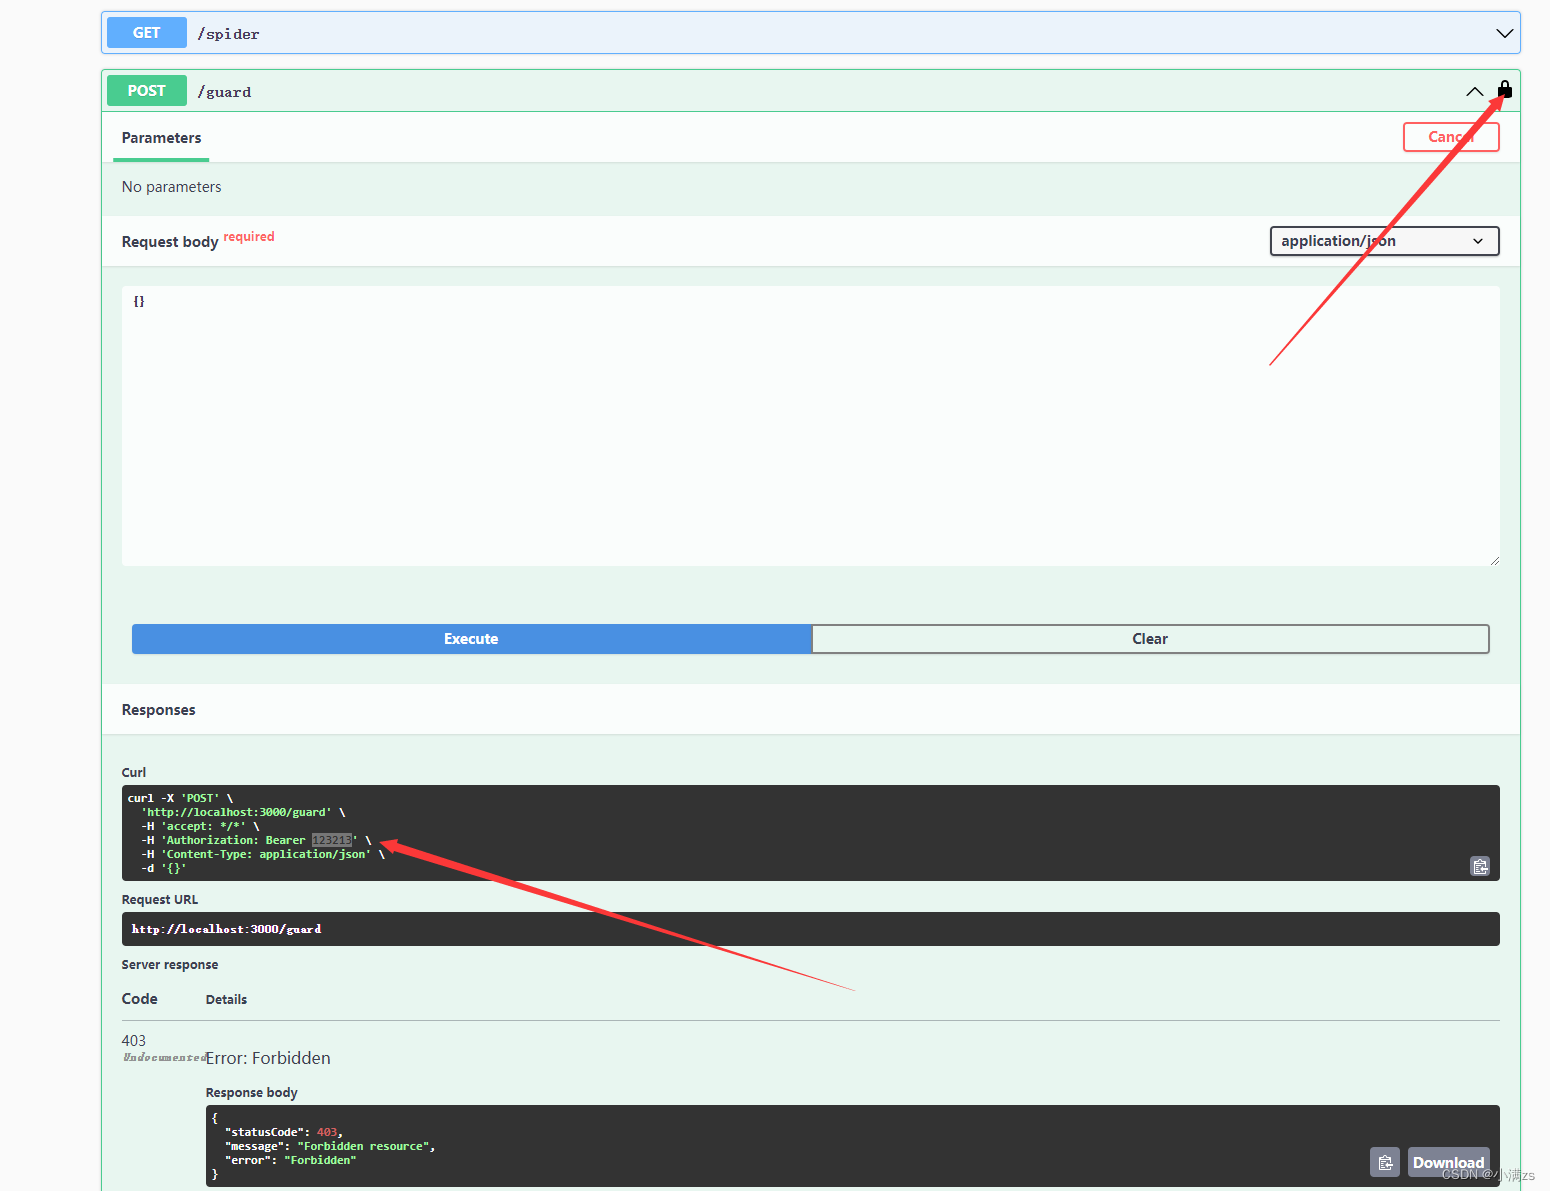 GET /spider
POST /guard
Parameters
Cancel
No parameters
Request body required
application/json
{}
Execute
Clear
Responses
Curl
curl -X 'POST' \
'http://localhost:3000/guard' \
-H 'accept: */*' \
-H 'Authorization: Bearer 123213' \
-H 'Content-Type: application/json' \
-d '{}'
Request URL
http://localhost:3000/guard
Server response
Code Details
403
Undocumented
Error: Forbidden
Response body
{
"statusCode": 403,
"message": "Forbidden resource",
"error": "Forbidden"
}
Download
CSDN @小满zs